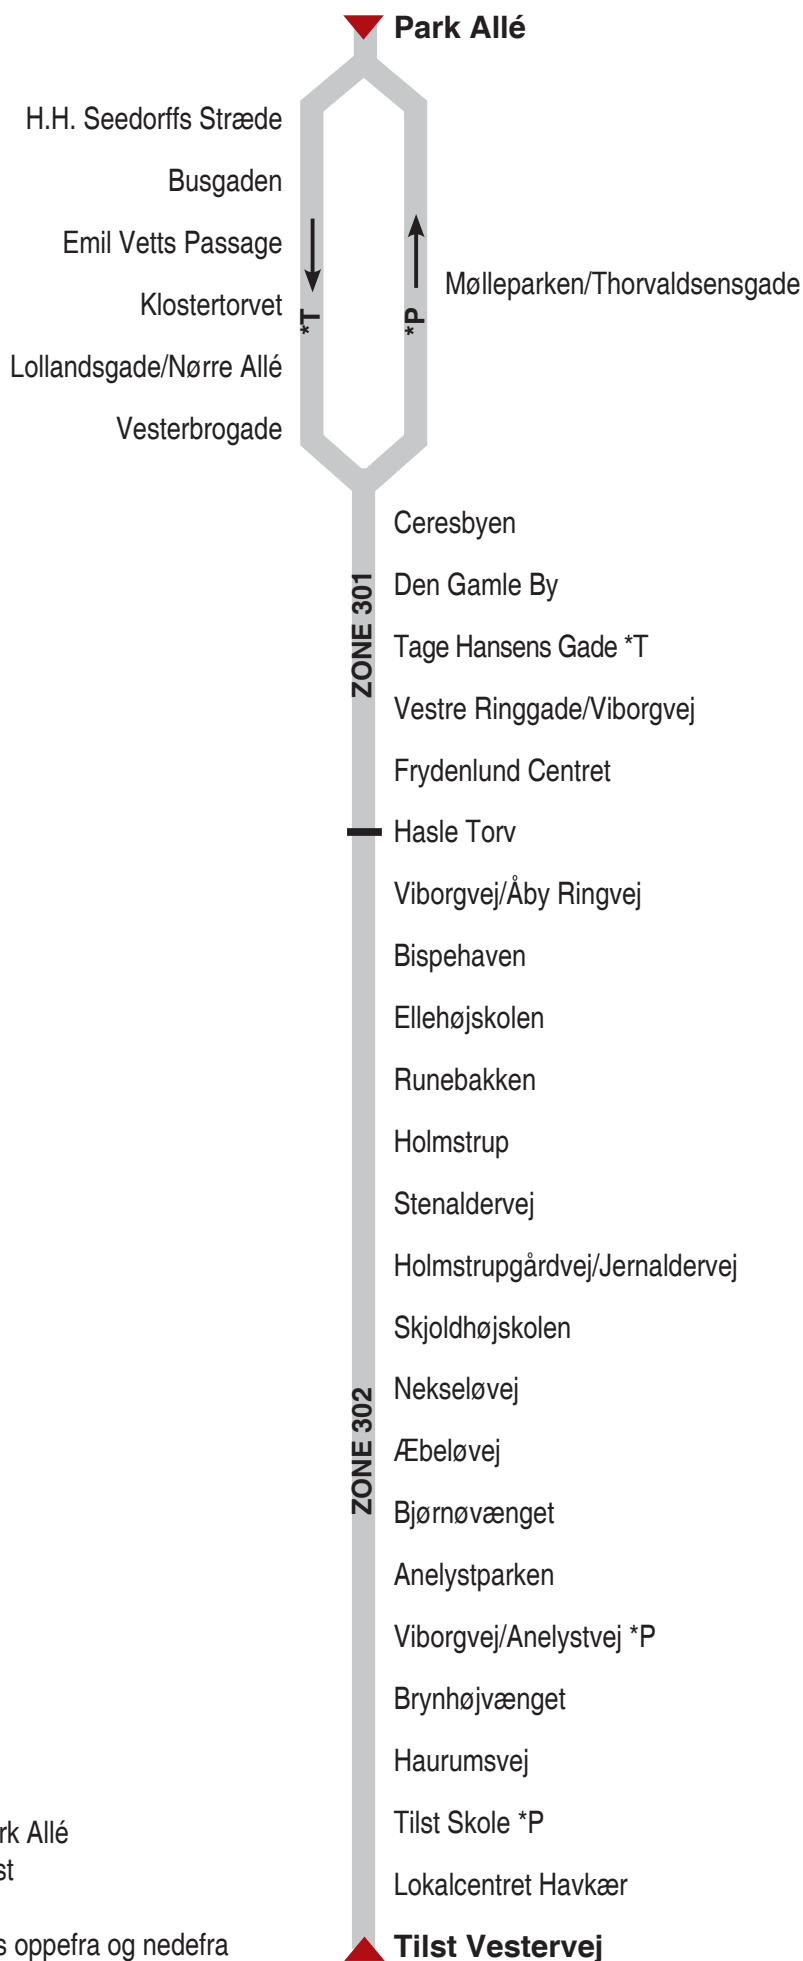 Park Allé
H.H. Seedorffs Stræde
Busgaden
Emil Vetts Passage
Klostertorvet
Lollandsgade/Nørre Allé
Vesterbrogade
*T
*P
Mølleparken/Thorvaldsensgade
Ceresbyen
Den Gamle By
Tage Hansens Gade *T
Vestre Ringgade/Viborgvej
Frydenlund Centret
ZONE 301
Hasle Torv
Viborgvej/Åby Ringvej
Bispehaven
Ellehøjskolen
Runebakken
Holmstrup
Stenaldervej
Holmstrupgårdvej/Jernaldervej
Skjoldhøjskolen
Nekseløvej
Æbeløvej
Bjørnøvænget
Anelystparken
Viborgvej/Anelystvej *P
Brynhøjvænget
Haurumsvej
Tilst Skole *P
Lokalcentret Havkær
ZONE 302
Tilst Vestervej
rk Allé
st
s oppefra og nedefra